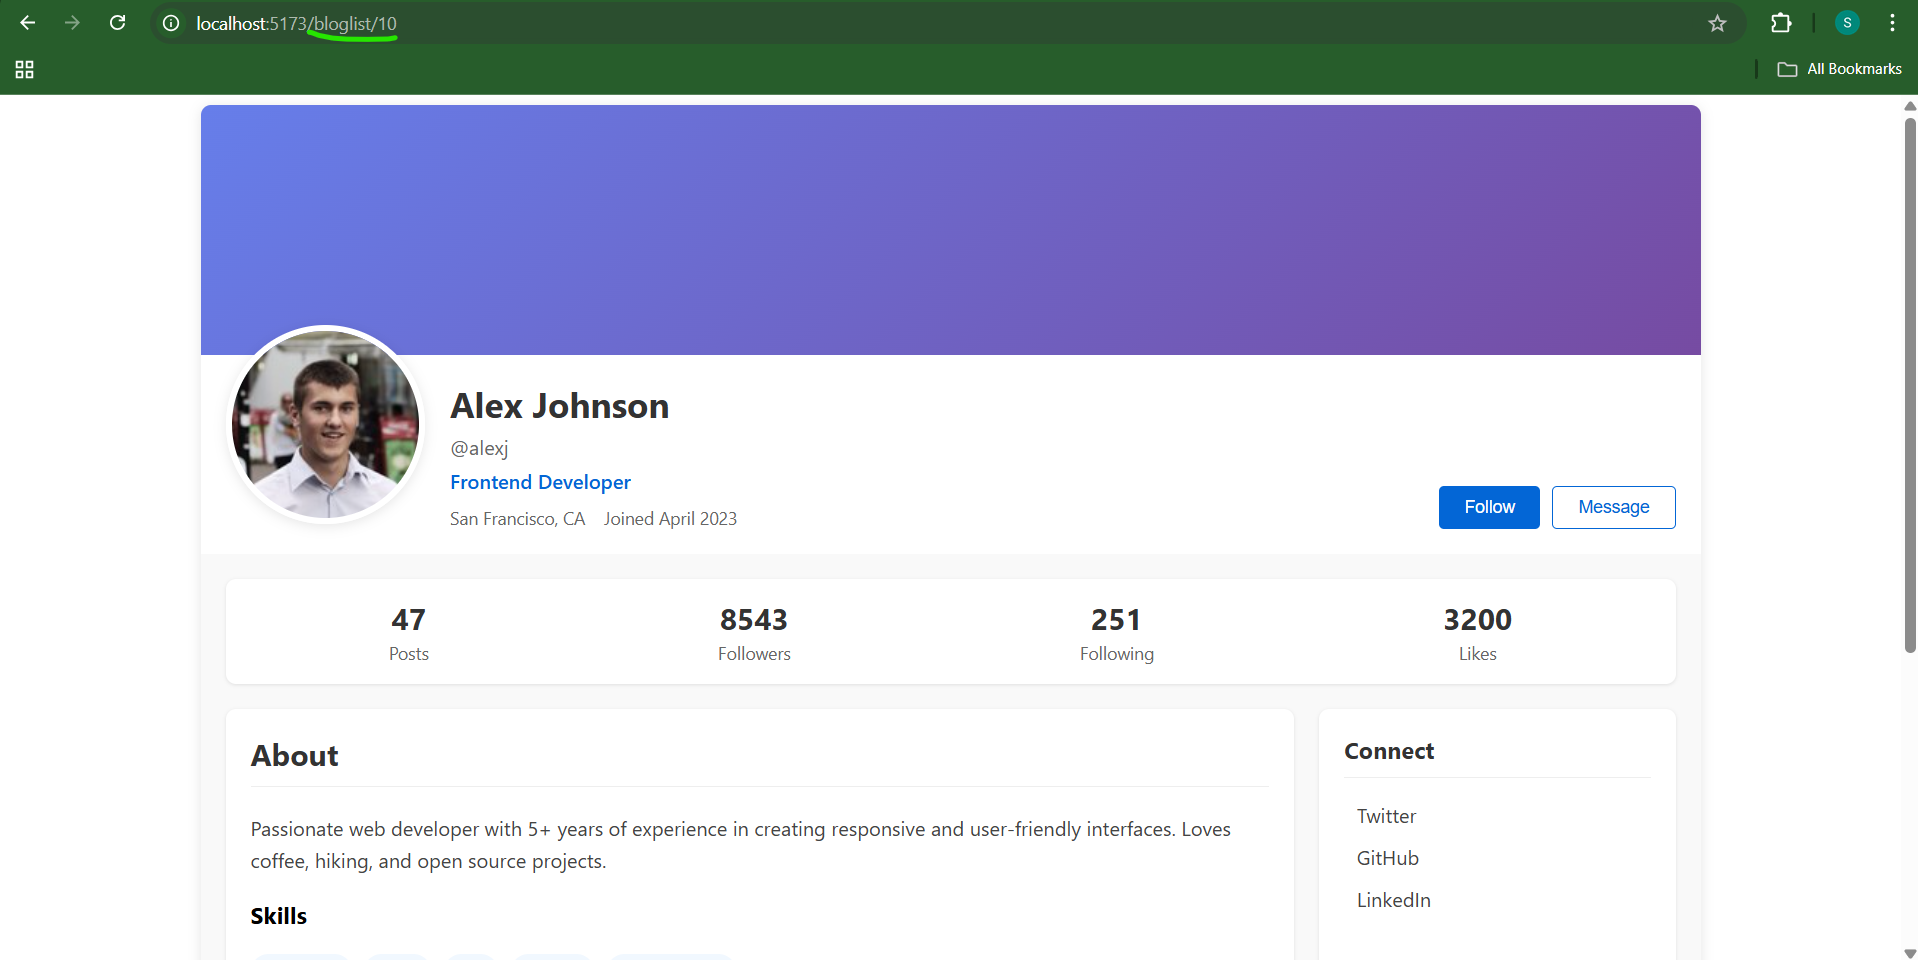 localhost:5173/bloglist/10
S
All Bookmarks
Alex Johnson
@alexj
Frontend Developer
San Francisco, CA Joined April 2023
Follow Message
47 8543 251 3200
Posts Followers Following Likes
About
Passionate web developer with 5+ years of experience in creating responsive and user-friendly interfaces. Loves
coffee, hiking, and open source projects.
Skills
Connect
Twitter
GitHub
LinkedIn